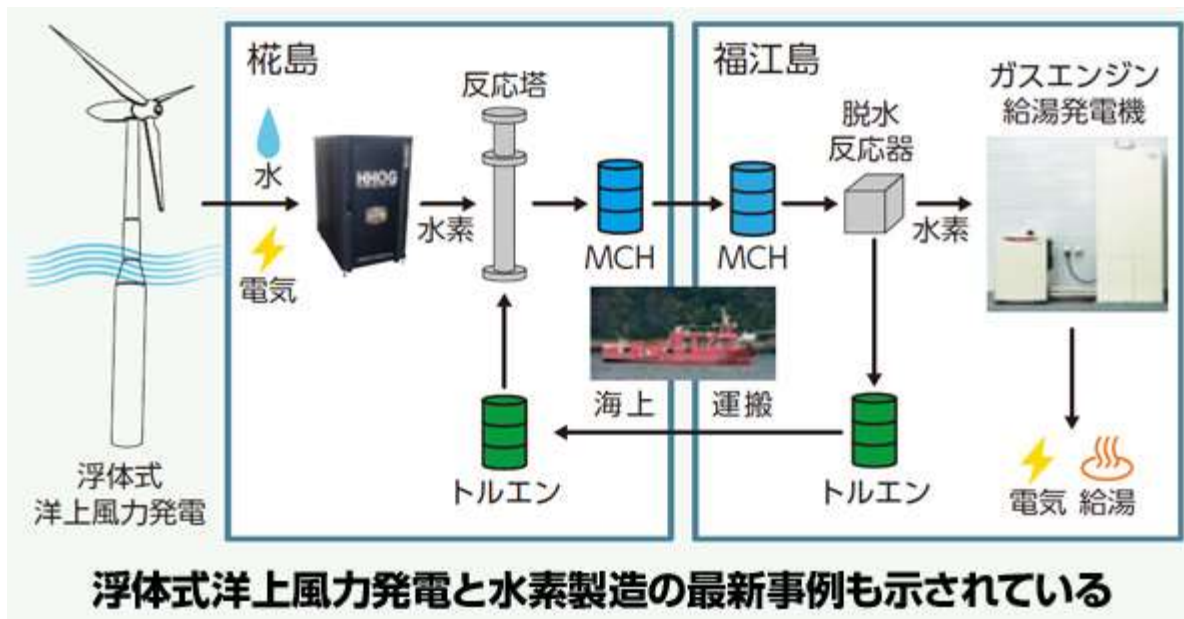 椛島
水
電気
HHOG
水素
反応塔
MCH
トルエン
福江島
MCH
脱水
反応器
水素
ガスエンジン
給湯発電機
海上 運搬
トルエン
電気 給湯
浮体式
洋上風力発電
浮体式洋上風力発電と水素製造の最新事例も示されている